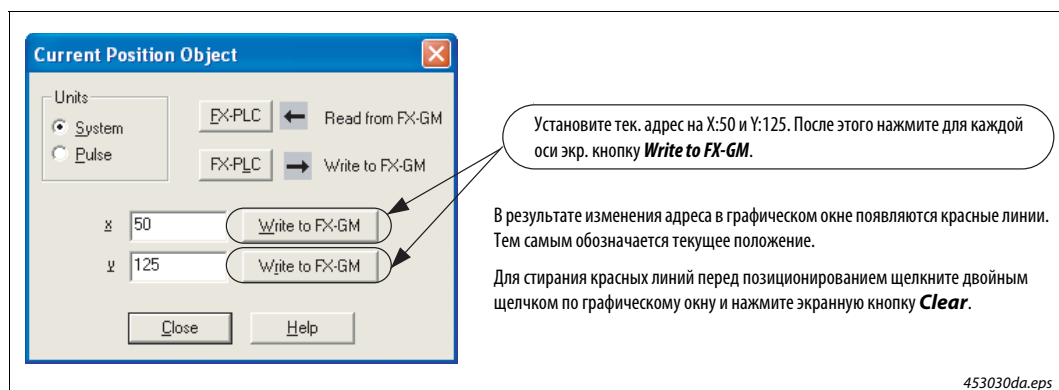 Current Position Object
Units
System
Pulse
FX-PLC
Read from FX-GM
FX-PLC
Write to FX-GM
x 50 Write to FX-GM
y 125 Write to FX-GM
Close Help
Установите тек. адрес на X:50 и Y:125. После этого нажмите для каждой
оси экр. кнопку Write to FX-GM.
В результате изменения адреса в графическом окне появляются красные линии.
Тем самым обозначается текущее положение.
Для стирания красных линий перед позиционированием щелкните двойным
щелчком по графическому окну и нажмите экранную кнопку Clear.
453030da.eps